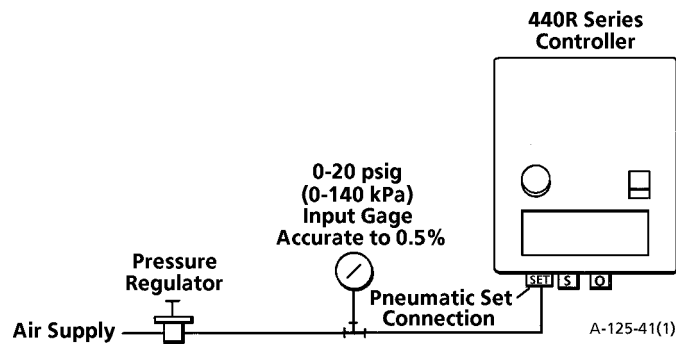 440R Series
Controller
0-20 psig
(0-140 kPa)
Input Gage
Accurate to 0.5%
Pressure
Regulator
SET
S
O
Pneumatic Set
Connection
Air Supply
A-125-41(1)